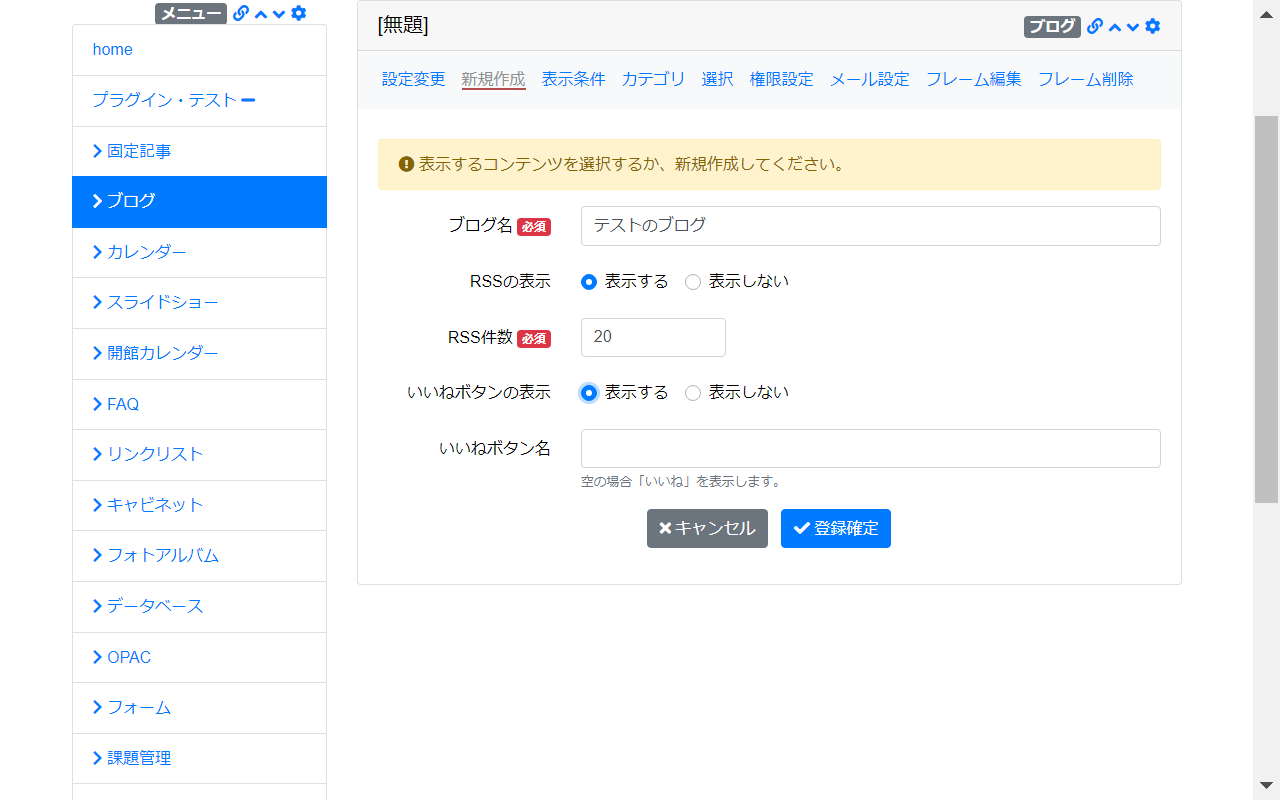 メニュー
home
プラグイン・テスト
固定記事
ブログ
カレンダー
スライドショー
開館カレンダー
FAQ
リンクリスト
キャビネット
フォトアルバム
データベース
OPAC
フォーム
課題管理
[無題]
ブログ
設定変更 新規作成 表示条件 カテゴリ 選択 権限設定 メール設定 フレーム編集 フレーム削除
表示するコンテンツを選択するか、新規作成してください。
ブログ名 必須 テストのブログ
RSSの表示 表示する 表示しない
RSS件数 必須 20
いいねボタンの表示 表示する 表示しない
いいねボタン名
空の場合「いいね」を表示します。
キャンセル 登録確定